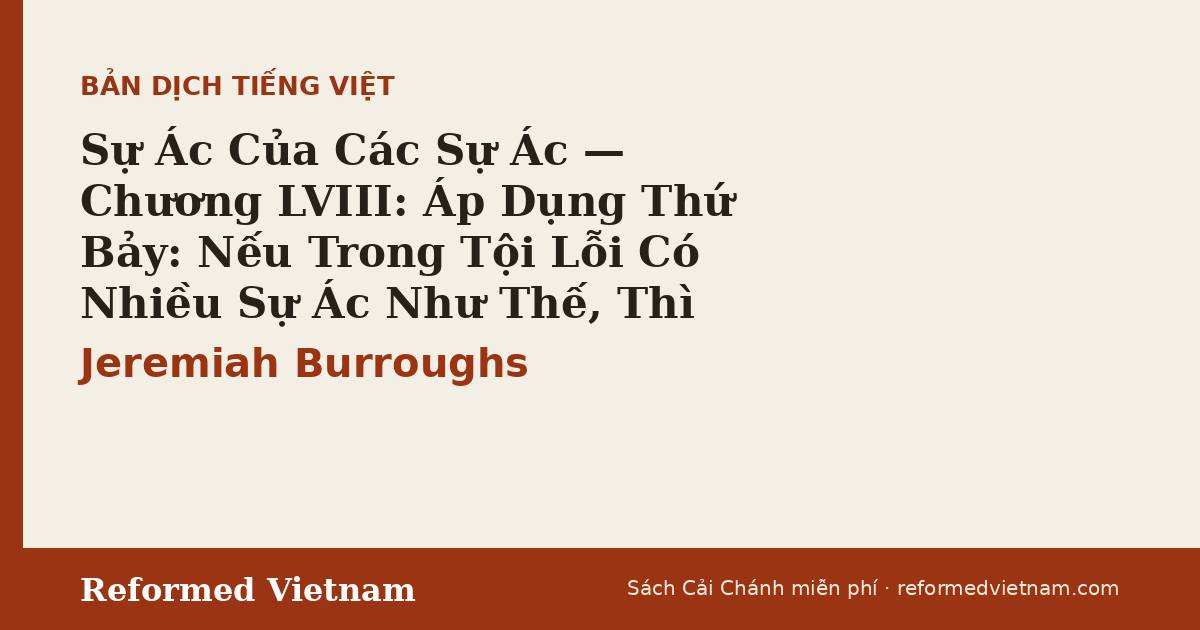 BẢN DỊCH TIẾNG VIỆT
Sự Ác Của Các Sự Ác —
Chương LVIII: Áp Dụng Thứ
Bảy: Nếu Trong Tội Lỗi Có
Nhiều Sự Ác Như Thế, Thì
Jeremiah Burroughs
Reformed Vietnam
Sách Cải Chánh miễn phí · reformedvietnam.com